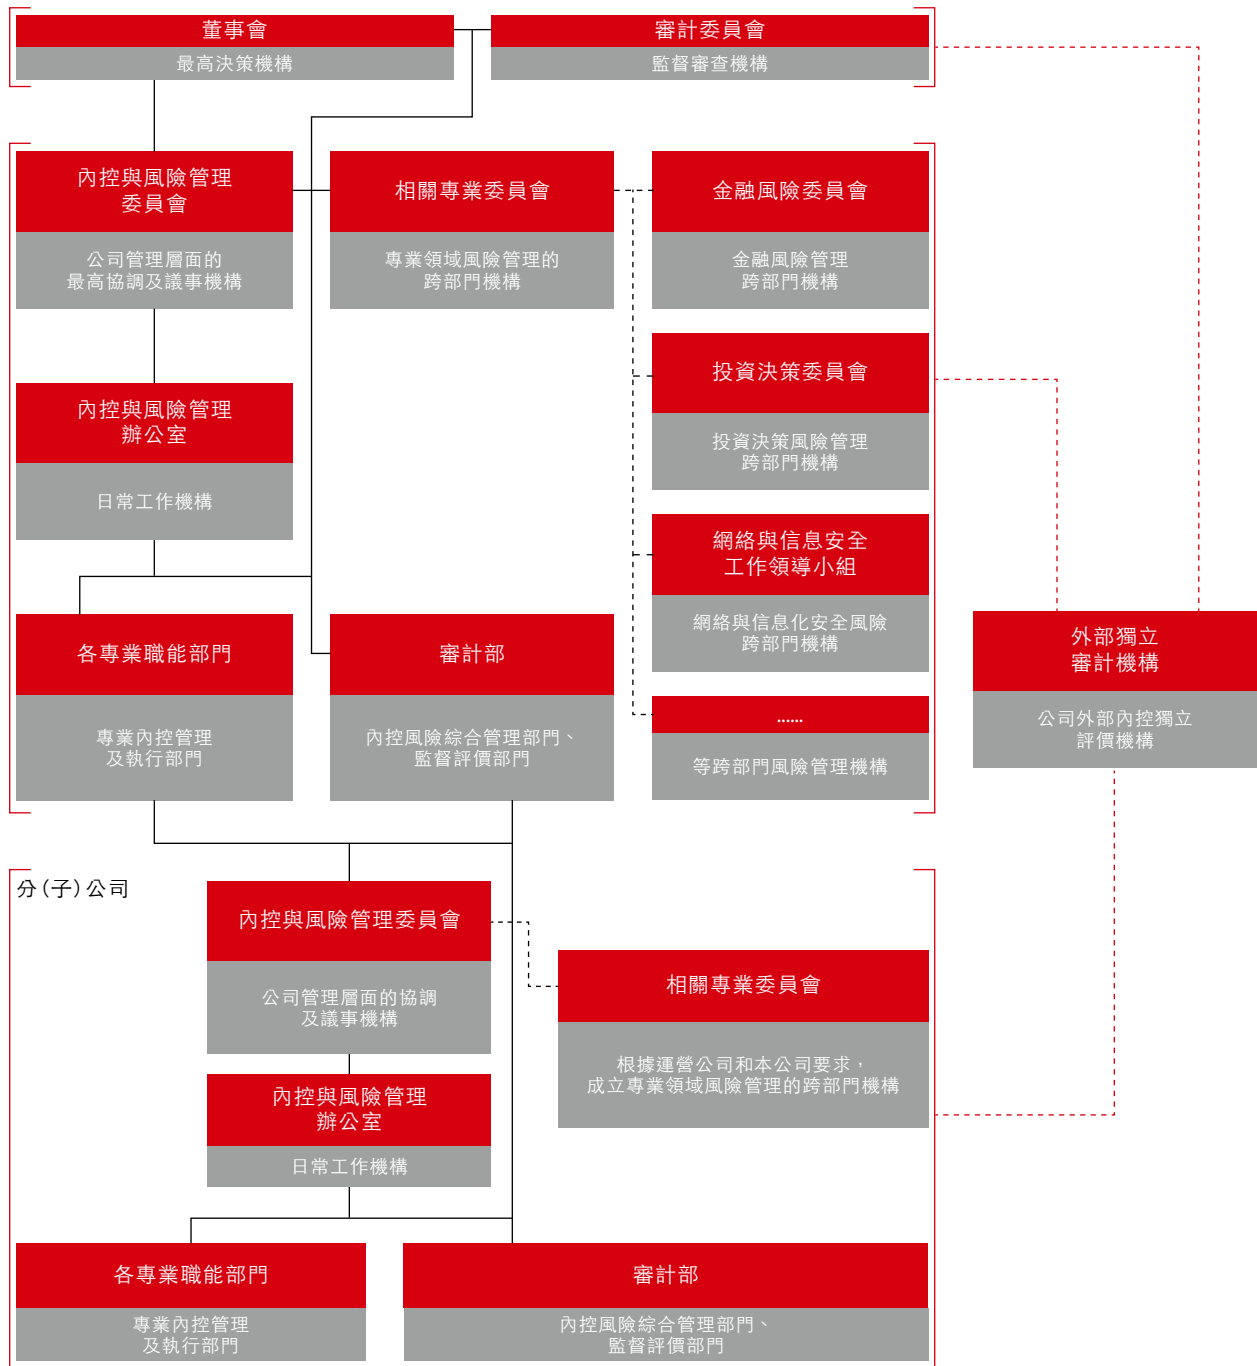 董事會
最高決策機構
審計委員會
監督審查機構
內控與風險管理
委員會
公司管理層面的
最高協調及議事機構
相關專業委員會
專業領域風險管理的
跨部門機構
金融風險委員會
金融風險管理
跨部門機構
投資決策委員會
投資決策風險管理
跨部門機構
內控與風險管理
辦公室
日常工作機構
網絡與信息安全
工作領導小組
網絡與信息化安全風險
跨部門機構
各專業職能部門
專業內控管理
及執行部門
審計部
內控風險綜合管理部門、
監督評價部門
......
等跨部門風險管理機構
外部獨立
審計機構
公司外部內控獨立
評價機構
分(子)公司
內控與風險管理委員會
公司管理層面的協調
及議事機構
相關專業委員會
根據運營公司和本公司要求，
成立專業領域風險管理的跨部門機構
內控與風險管理
辦公室
日常工作機構
各專業職能部門
專業內控管理
及執行部門
審計部
內控風險綜合管理部門、
監督評價部門